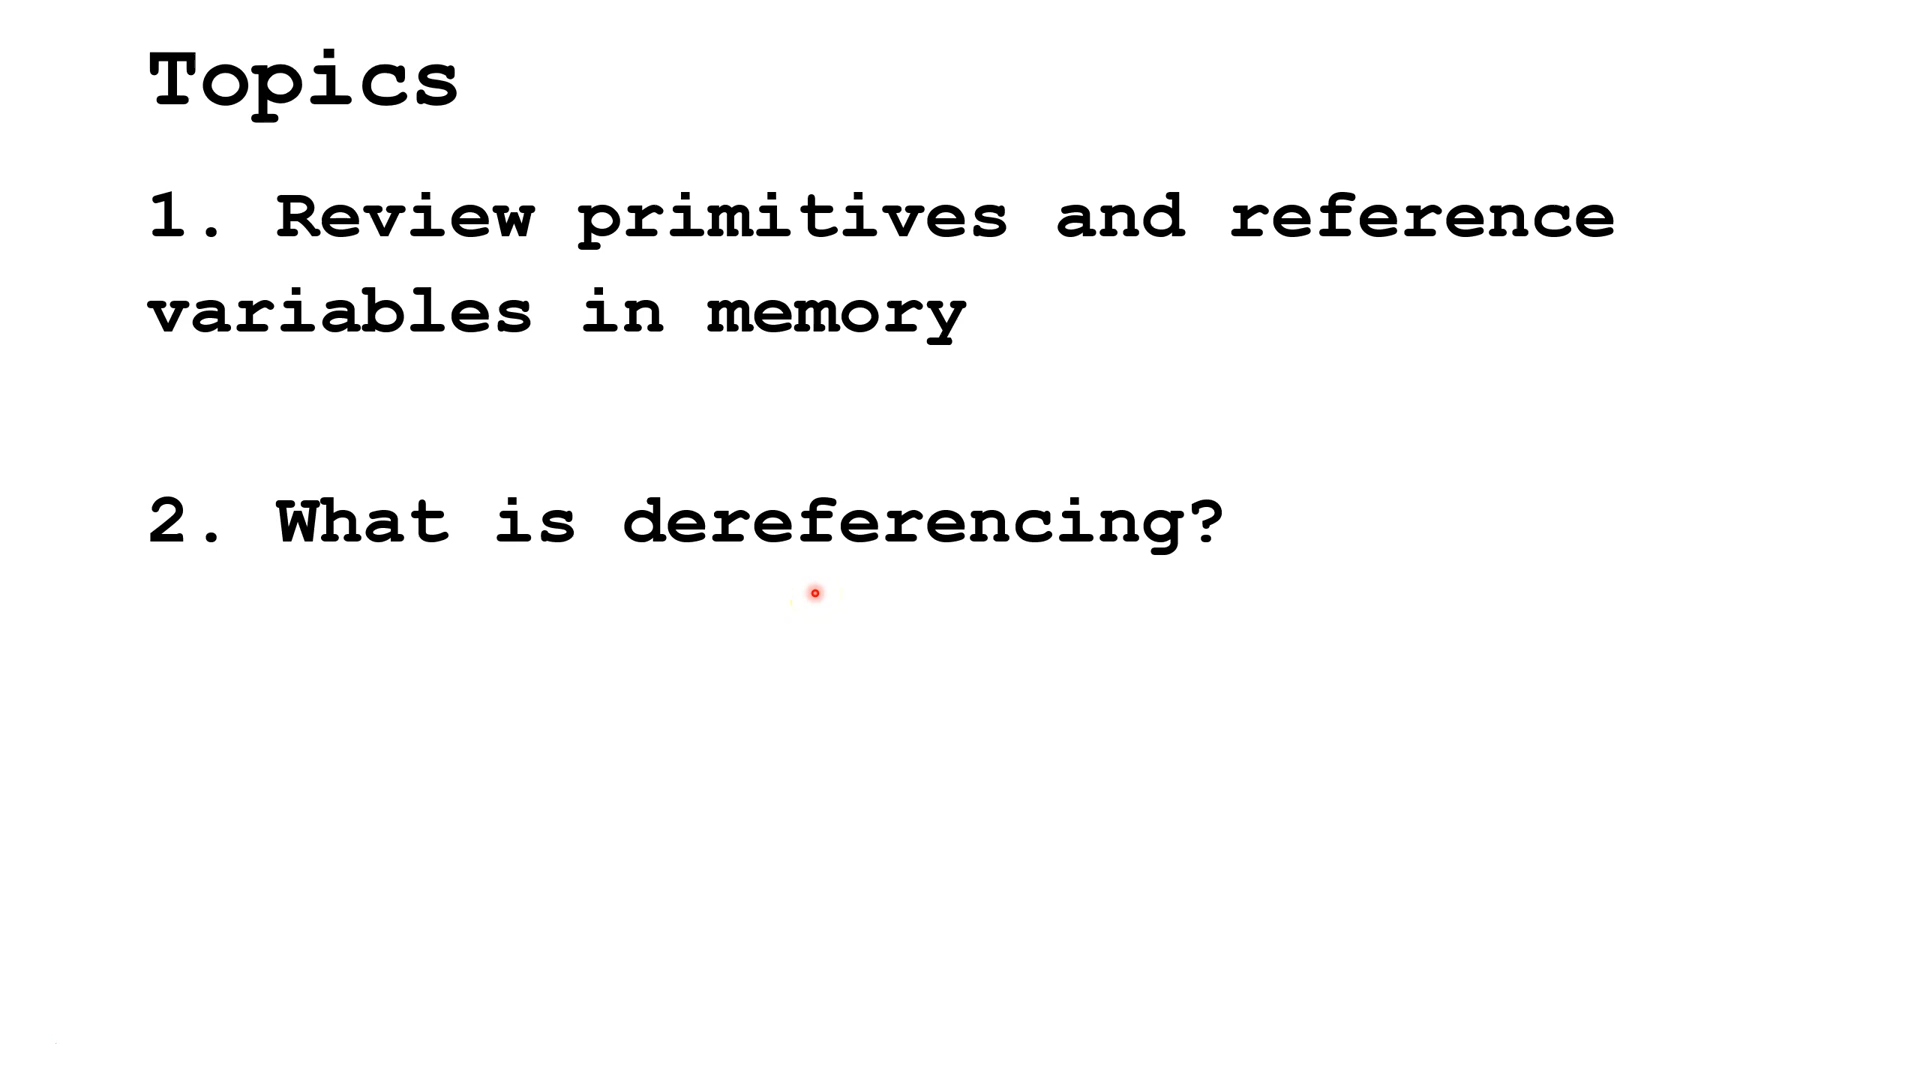 Topics
1. Review primitives and reference
variables in memory
2. What is dereferencing?